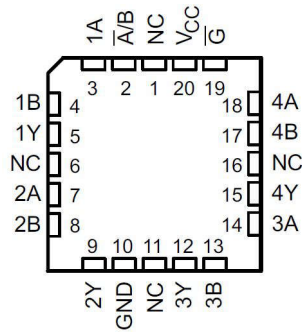 1A A̅/B NC VCC G̅
3 2 1 20 19
1B 4 18 4A
1Y 5 17 4B
NC 6 16 NC
2A 7 15 4Y
2B 8 14 3A
9 10 11 12 13
2Y GND NC 3Y 3B